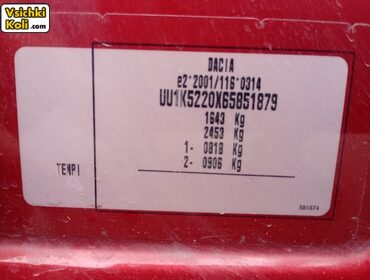 Vsichki
Koli.com
DACIA
e2*2001/116*0314
UU1K5220X65851879
1643 Kg
2453 Kg
1- 0818 Kg
2- 0906 Kg
TENPI
S81874